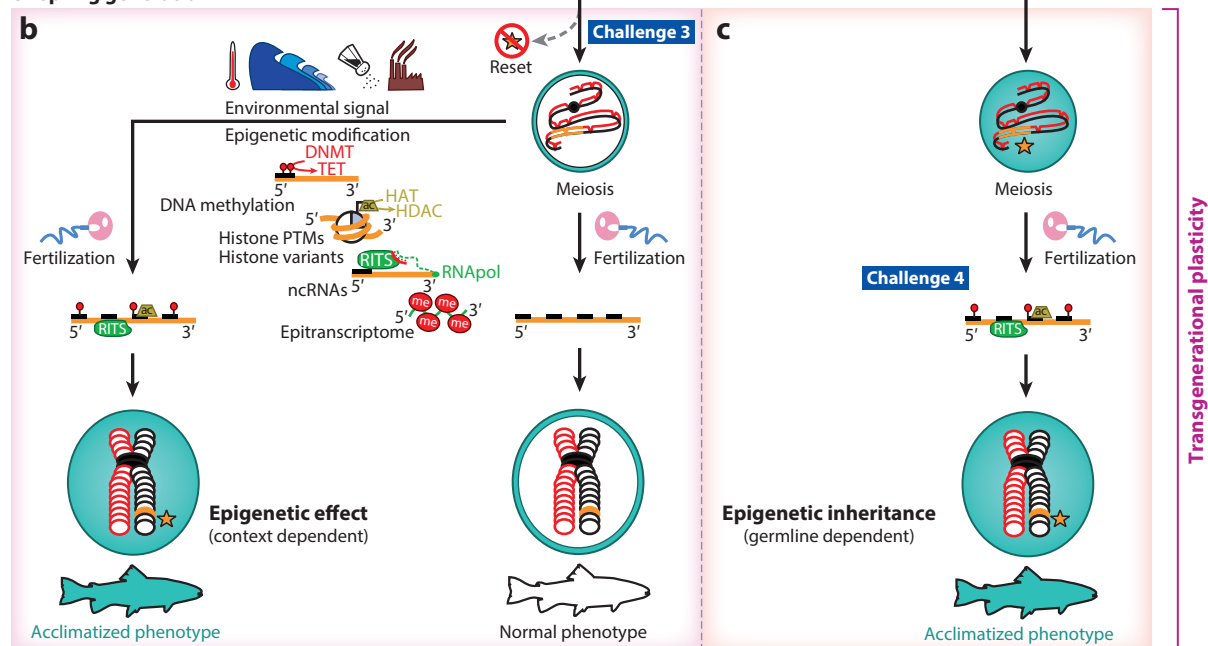 b
Reset
Challenge 3
c
Environmental signal
Epigenetic modification
DNMT
TET
5′ 3′
DNA methylation
ac
HAT
HDAC
5′ 3′
Histone PTMs
Histone variants
RITS
RNApol
ncRNAs
5′ 3′
me me
me me
5′ 3′
Epitranscriptome
Meiosis
Fertilization
Fertilization
ac
RITS
5′ 3′
5′ 3′
Epigenetic effect
(context dependent)
Acclimatized phenotype
Normal phenotype
Meiosis
Fertilization
Challenge 4
ac
RITS
5′ 3′
Epigenetic inheritance
(germline dependent)
Acclimatized phenotype
Transgenerational plasticity